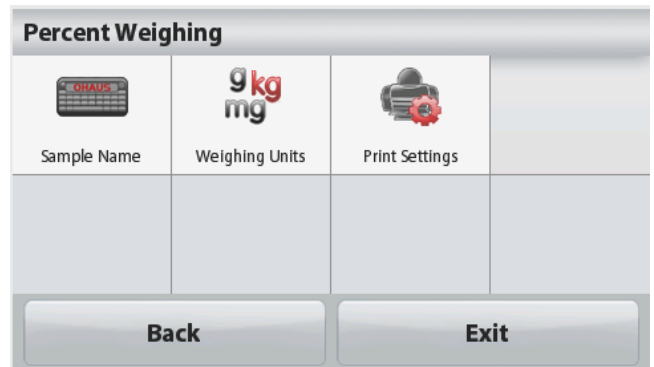 Percent Weighing
OHAUS
g kg
mg
Sample Name
Weighing Units
Print Settings
Back
Exit